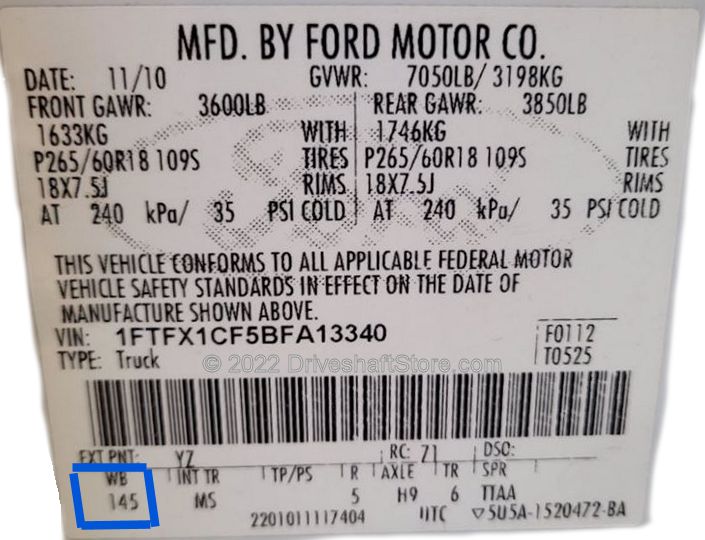 MFD. BY FORD MOTOR CO.
DATE: 11/10 GVWR: 7050LB/ 3198KG
FRONT GAWR: 3600LB REAR GAWR: 3850LB
1633KG WITH 1746KG WITH
P265/60R18 109S TIRES P265/60R18 109S TIRES
18X7.5J RIMS 18X7.5J RIMS
AT 240 kPa/ 35 PSI COLD AT 240 kPa/ 35 PSI COLD
THIS VEHICLE CONFORMS TO ALL APPLICABLE FEDERAL MOTOR
VEHICLE SAFETY STANDARDS IN EFFECT ON THE DATE OF
MANUFACTURE SHOWN ABOVE.
VIN: 1FTFX1CF5BFA13340 F0112
TYPE: Truck T0525
© 2022 DriveshaftStore.com
EXT PNT: YZ RC: 71 DSO:
WB INT TR TP/PS R AXLE TR SPR
145 MS 5 H9 6 TTAA
2201011117404 UTC ▽5U5A-1520472-BA